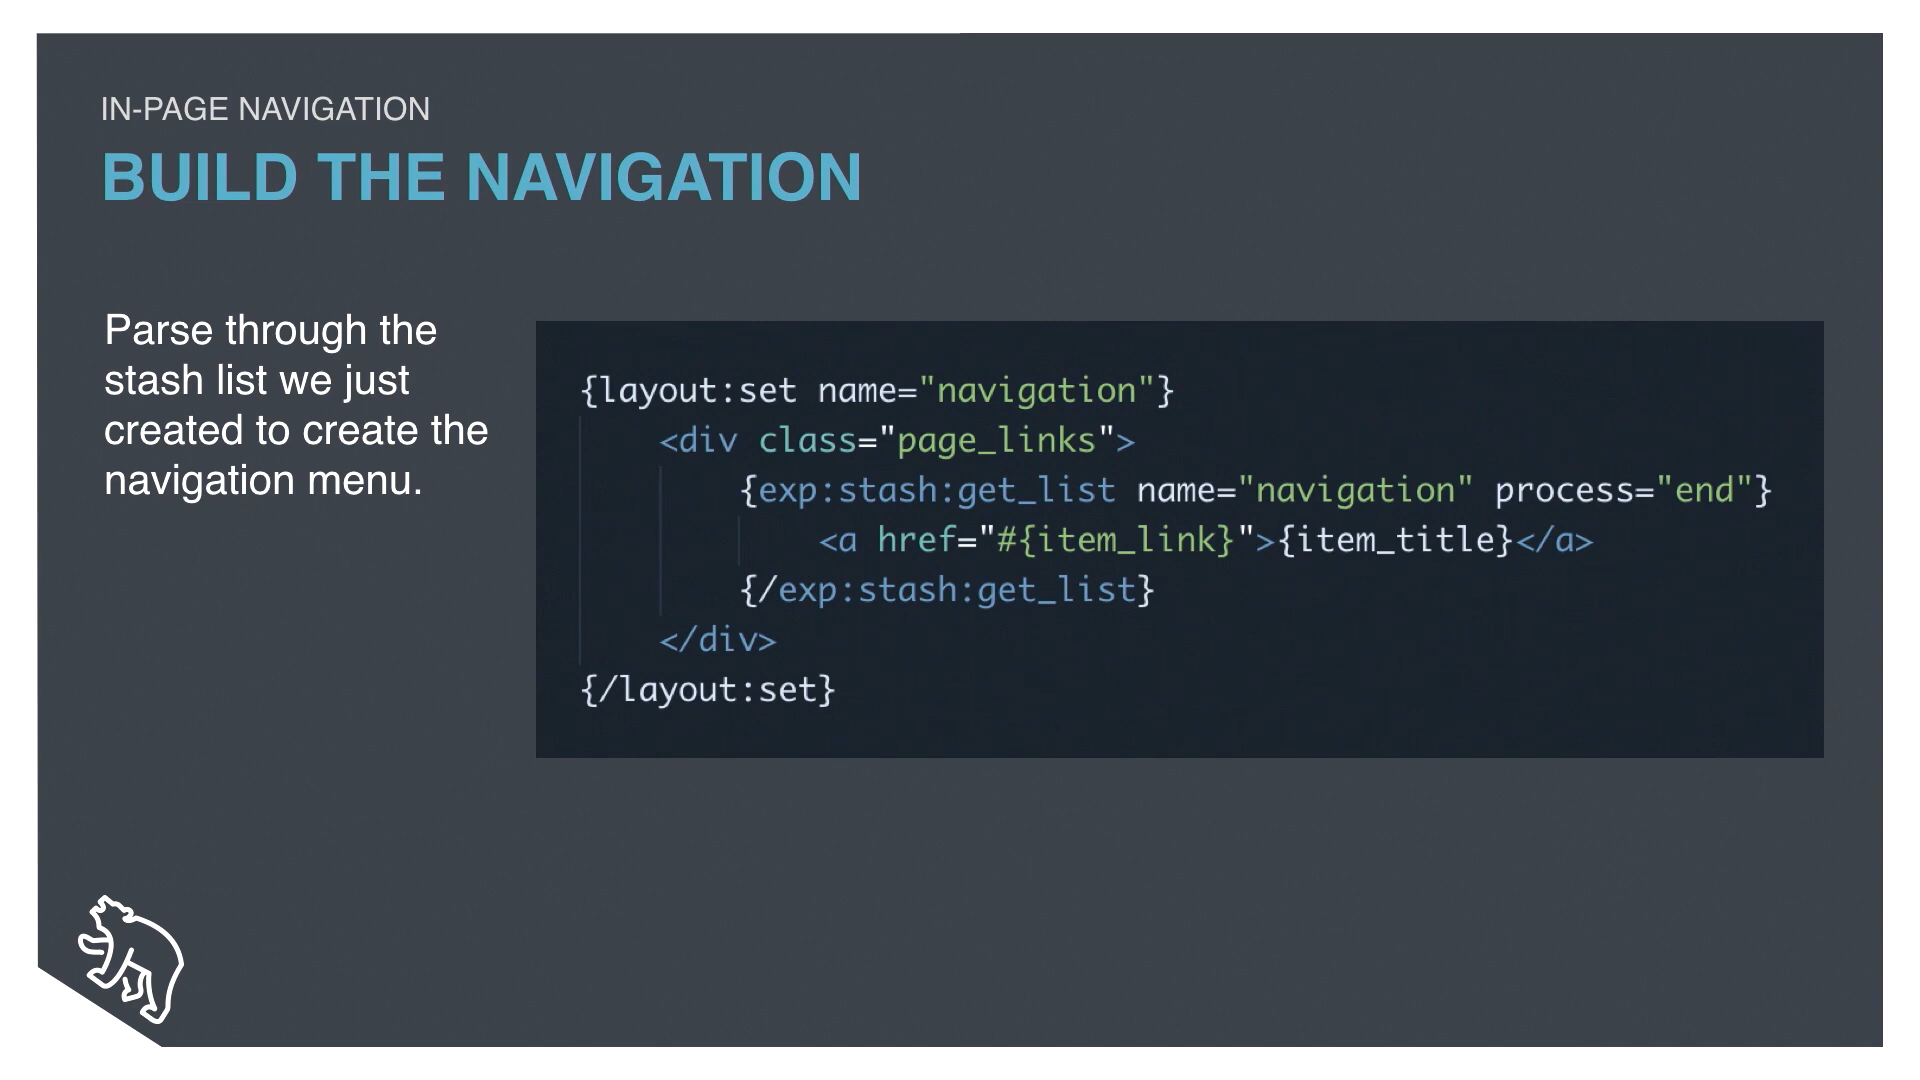 IN-PAGE NAVIGATION
BUILD THE NAVIGATION
Parse through the
stash list we just
created to create the
navigation menu.
{layout:set name="navigation"}
<div class="page_links">
{exp:stash:get_list name="navigation" process="end"}
<a href="#{item_link}">{item_title}</a>
{/exp:stash:get_list}
</div>
{/layout:set}